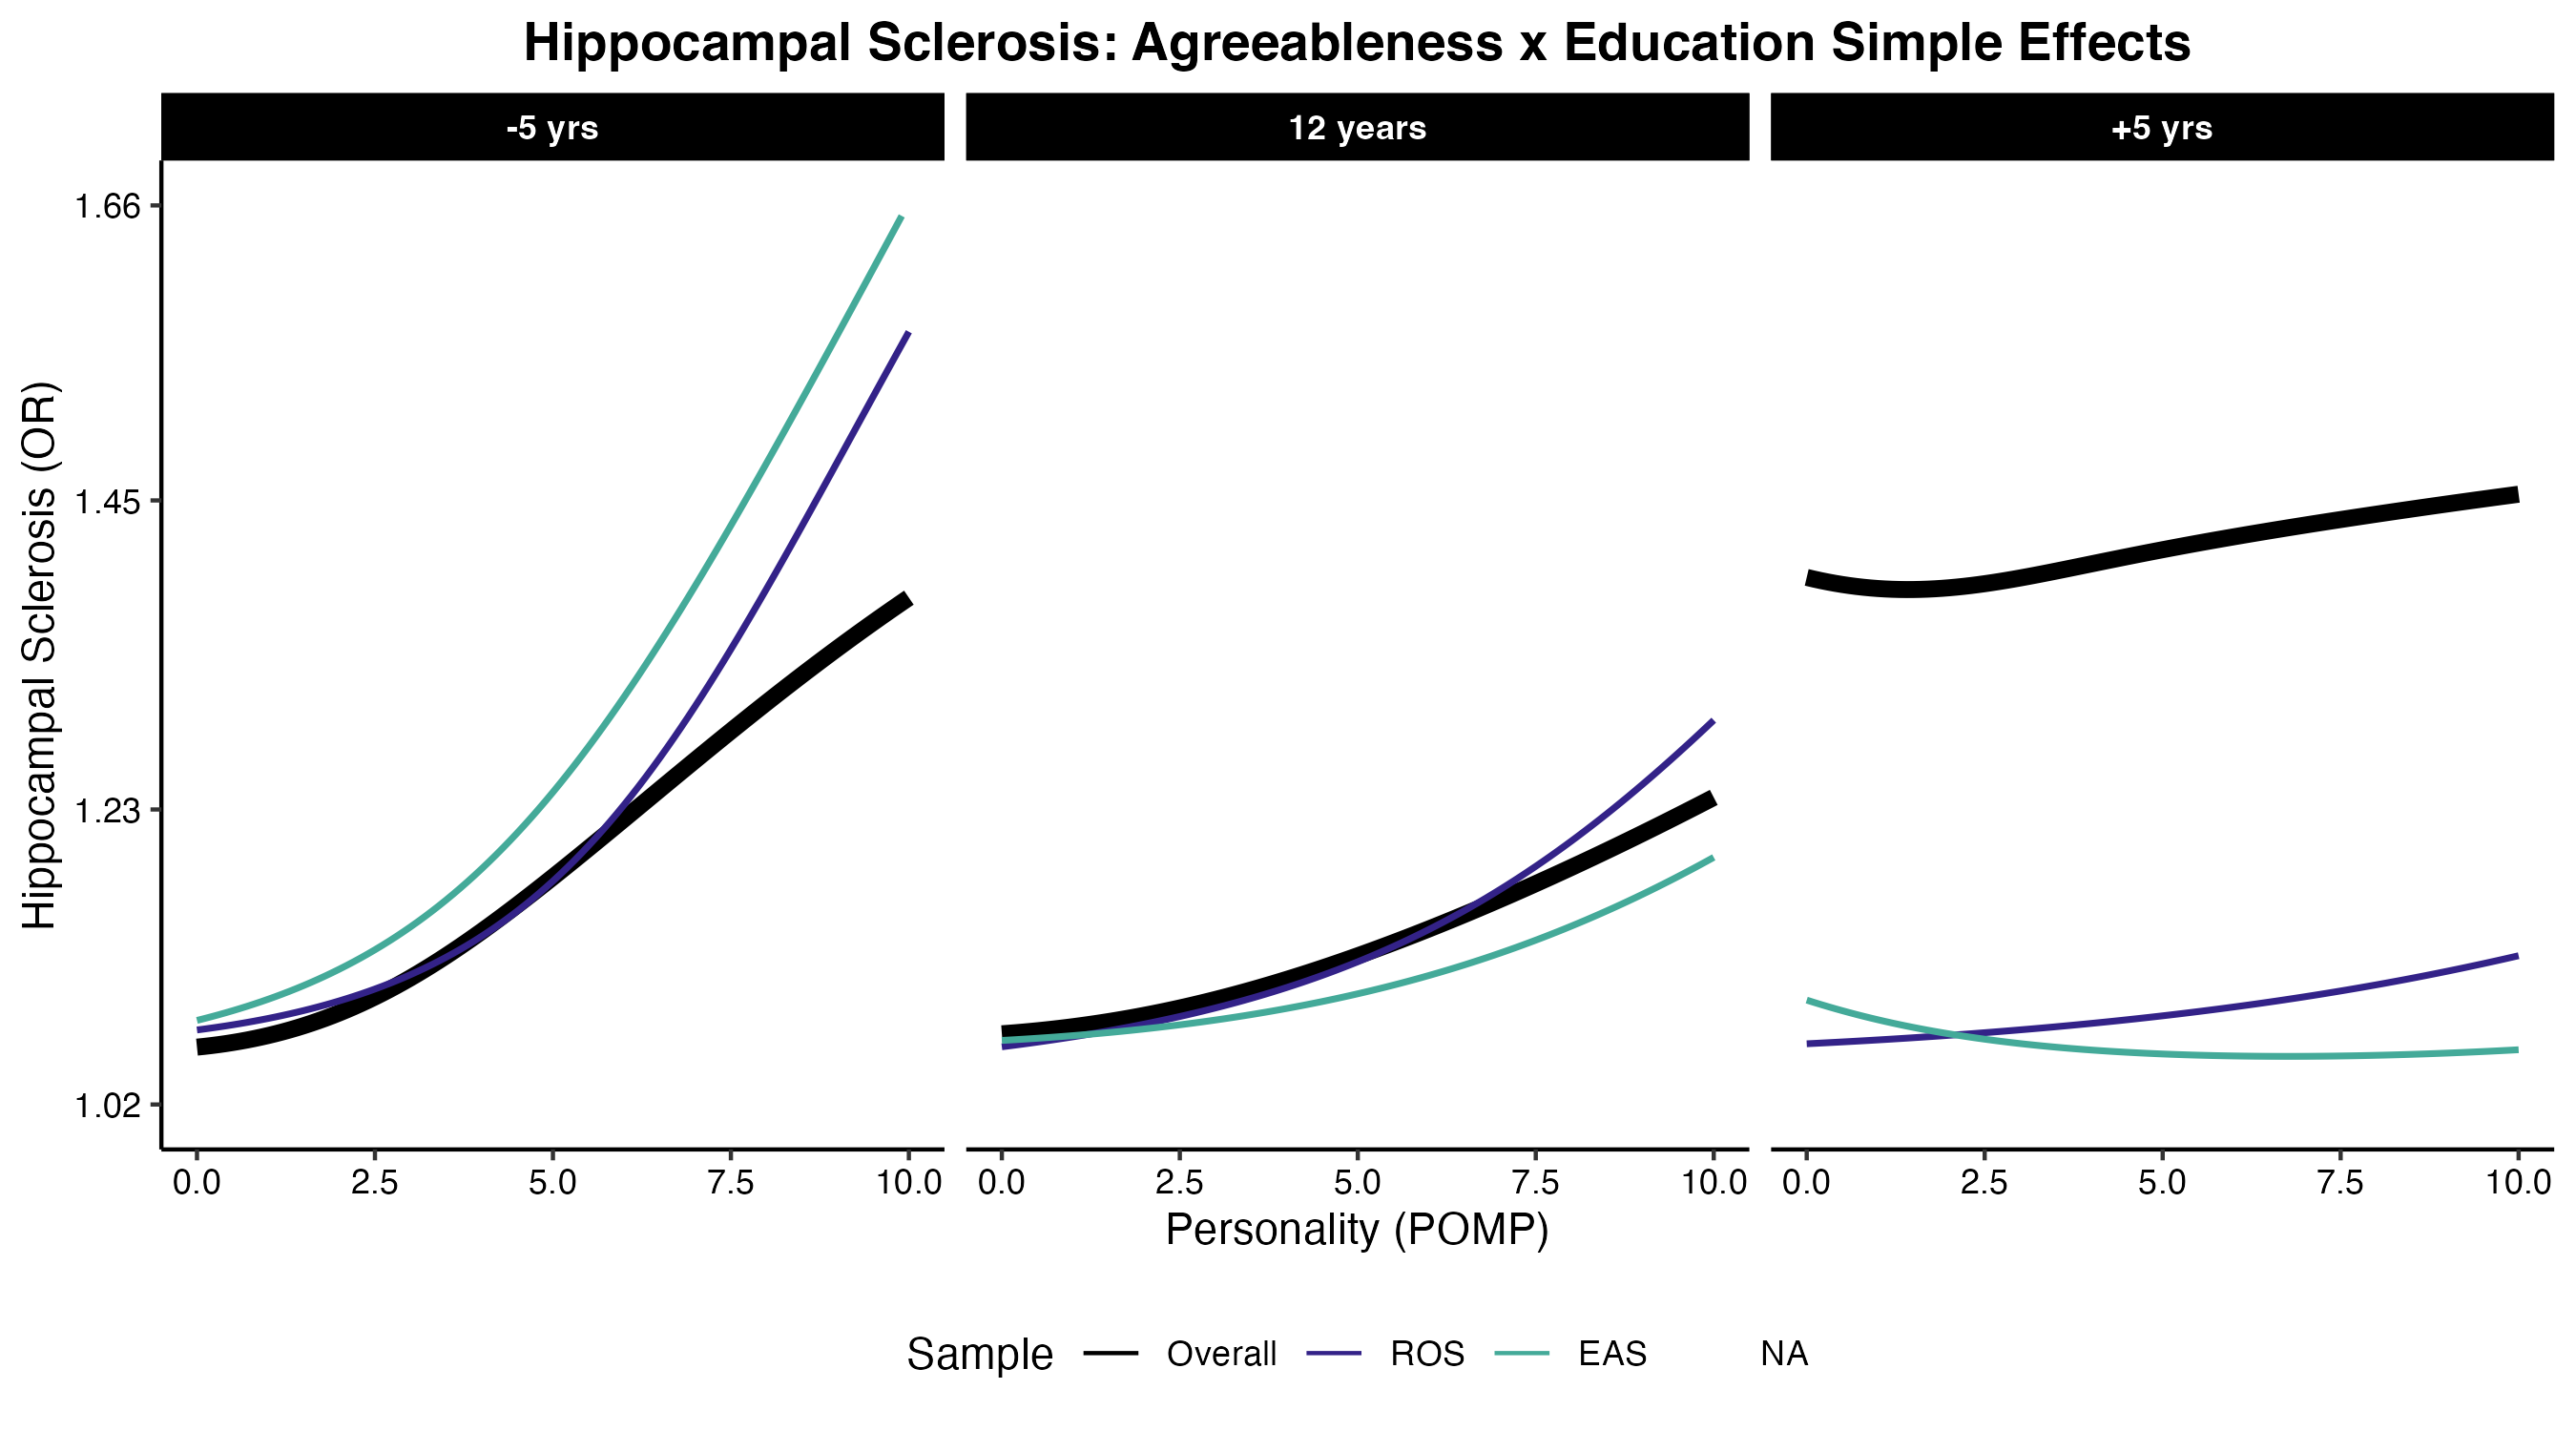 Hippocampal Sclerosis: Agreeableness x Education Simple Effects
-5 yrs 12 years +5 yrs
Hippocampal Sclerosis (OR)
1.66
1.45
1.23
1.02
0.0 2.5 5.0 7.5 10.0 0.0 2.5 5.0 7.5 10.0 0.0 2.5 5.0 7.5 10.0
Personality (POMP)
Sample Overall ROS EAS NA